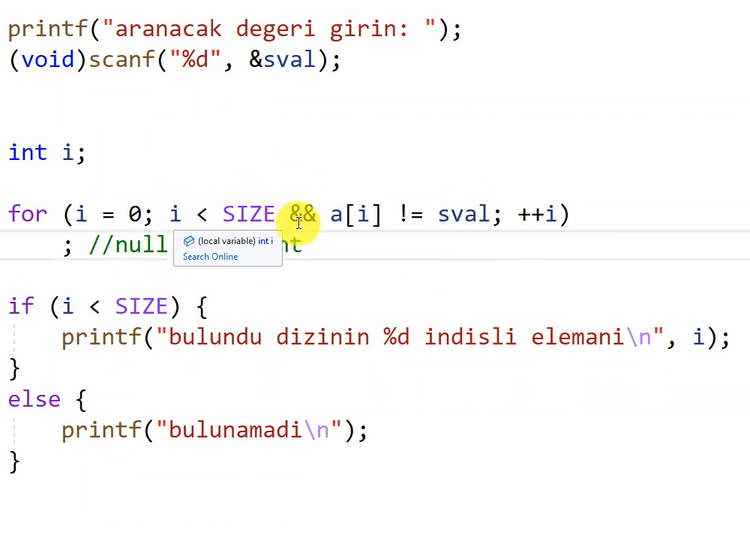 printf("aranacak degeri girin: ");
(void)scanf("%d", &sval);
int i;
for (i = 0; i < SIZE && a[i] != sval; ++i)
; //null nt
(local variable) int i
Search Online
if (i < SIZE) {
printf("bulundu dizinin %d indisli elemani\n", i);
}
else {
printf("bulunamadi\n");
}